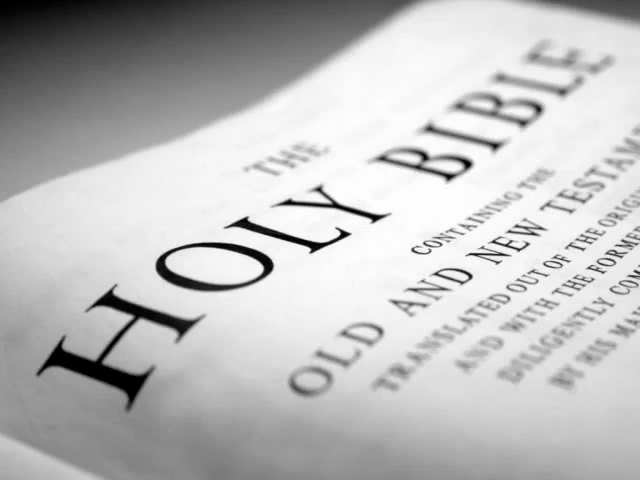 THE
HOLY BIBLE
CONTAINING THE
OLD AND NEW TESTAM
TRANSLATED OUT OF THE ORIGI
AND WITH THE FORMER
DILIGENTLY COM
BY HIS MA